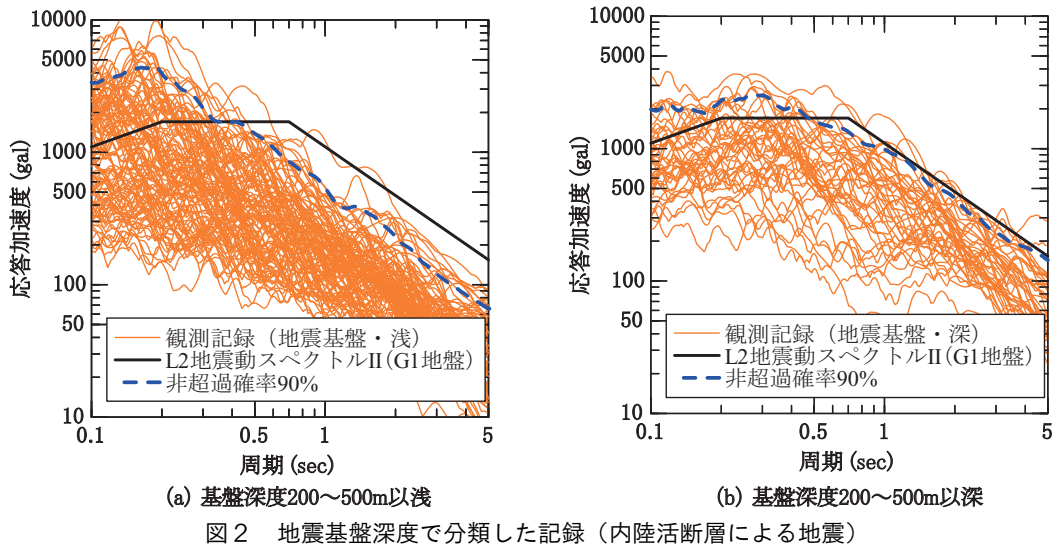 10000
5000
1000
500
100
50
10
応答加速度(gal)
観測記録（地震基盤・浅）
L2地震動スペクトルII(G1地盤)
非超過確率90%
0.1
0.5
1
5
周期(sec)
(a) 基盤深度200～500m以浅
10000
5000
1000
500
100
50
10
応答加速度(gal)
観測記録（地震基盤・深）
L2地震動スペクトルII(G1地盤)
非超過確率90%
0.1
0.5
1
5
周期(sec)
(b) 基盤深度200～500m以深
図２　地震基盤深度で分類した記録（内陸活断層による地震）